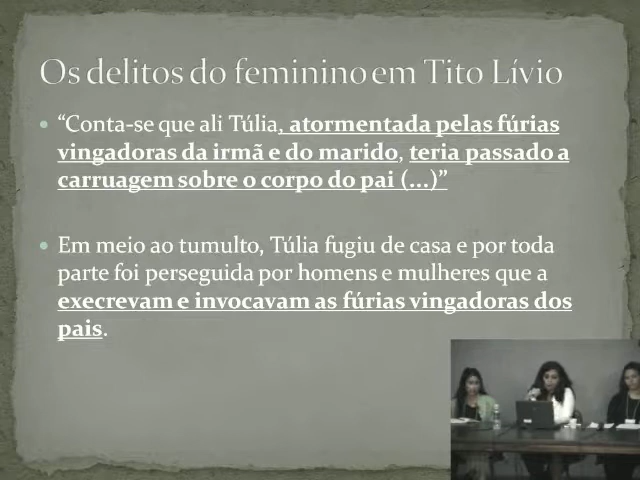 Os delitos do feminino em Tito Lívio
• “Conta-se que ali Túlia, atormentada pelas fúrias
vingadoras da irmã e do marido, teria passado a
carruagem sobre o corpo do pai (...)”
• Em meio ao tumulto, Túlia fugiu de casa e por toda
parte foi perseguida por homens e mulheres que a
execrevam e invocavam as fúrias vingadoras dos
pais.